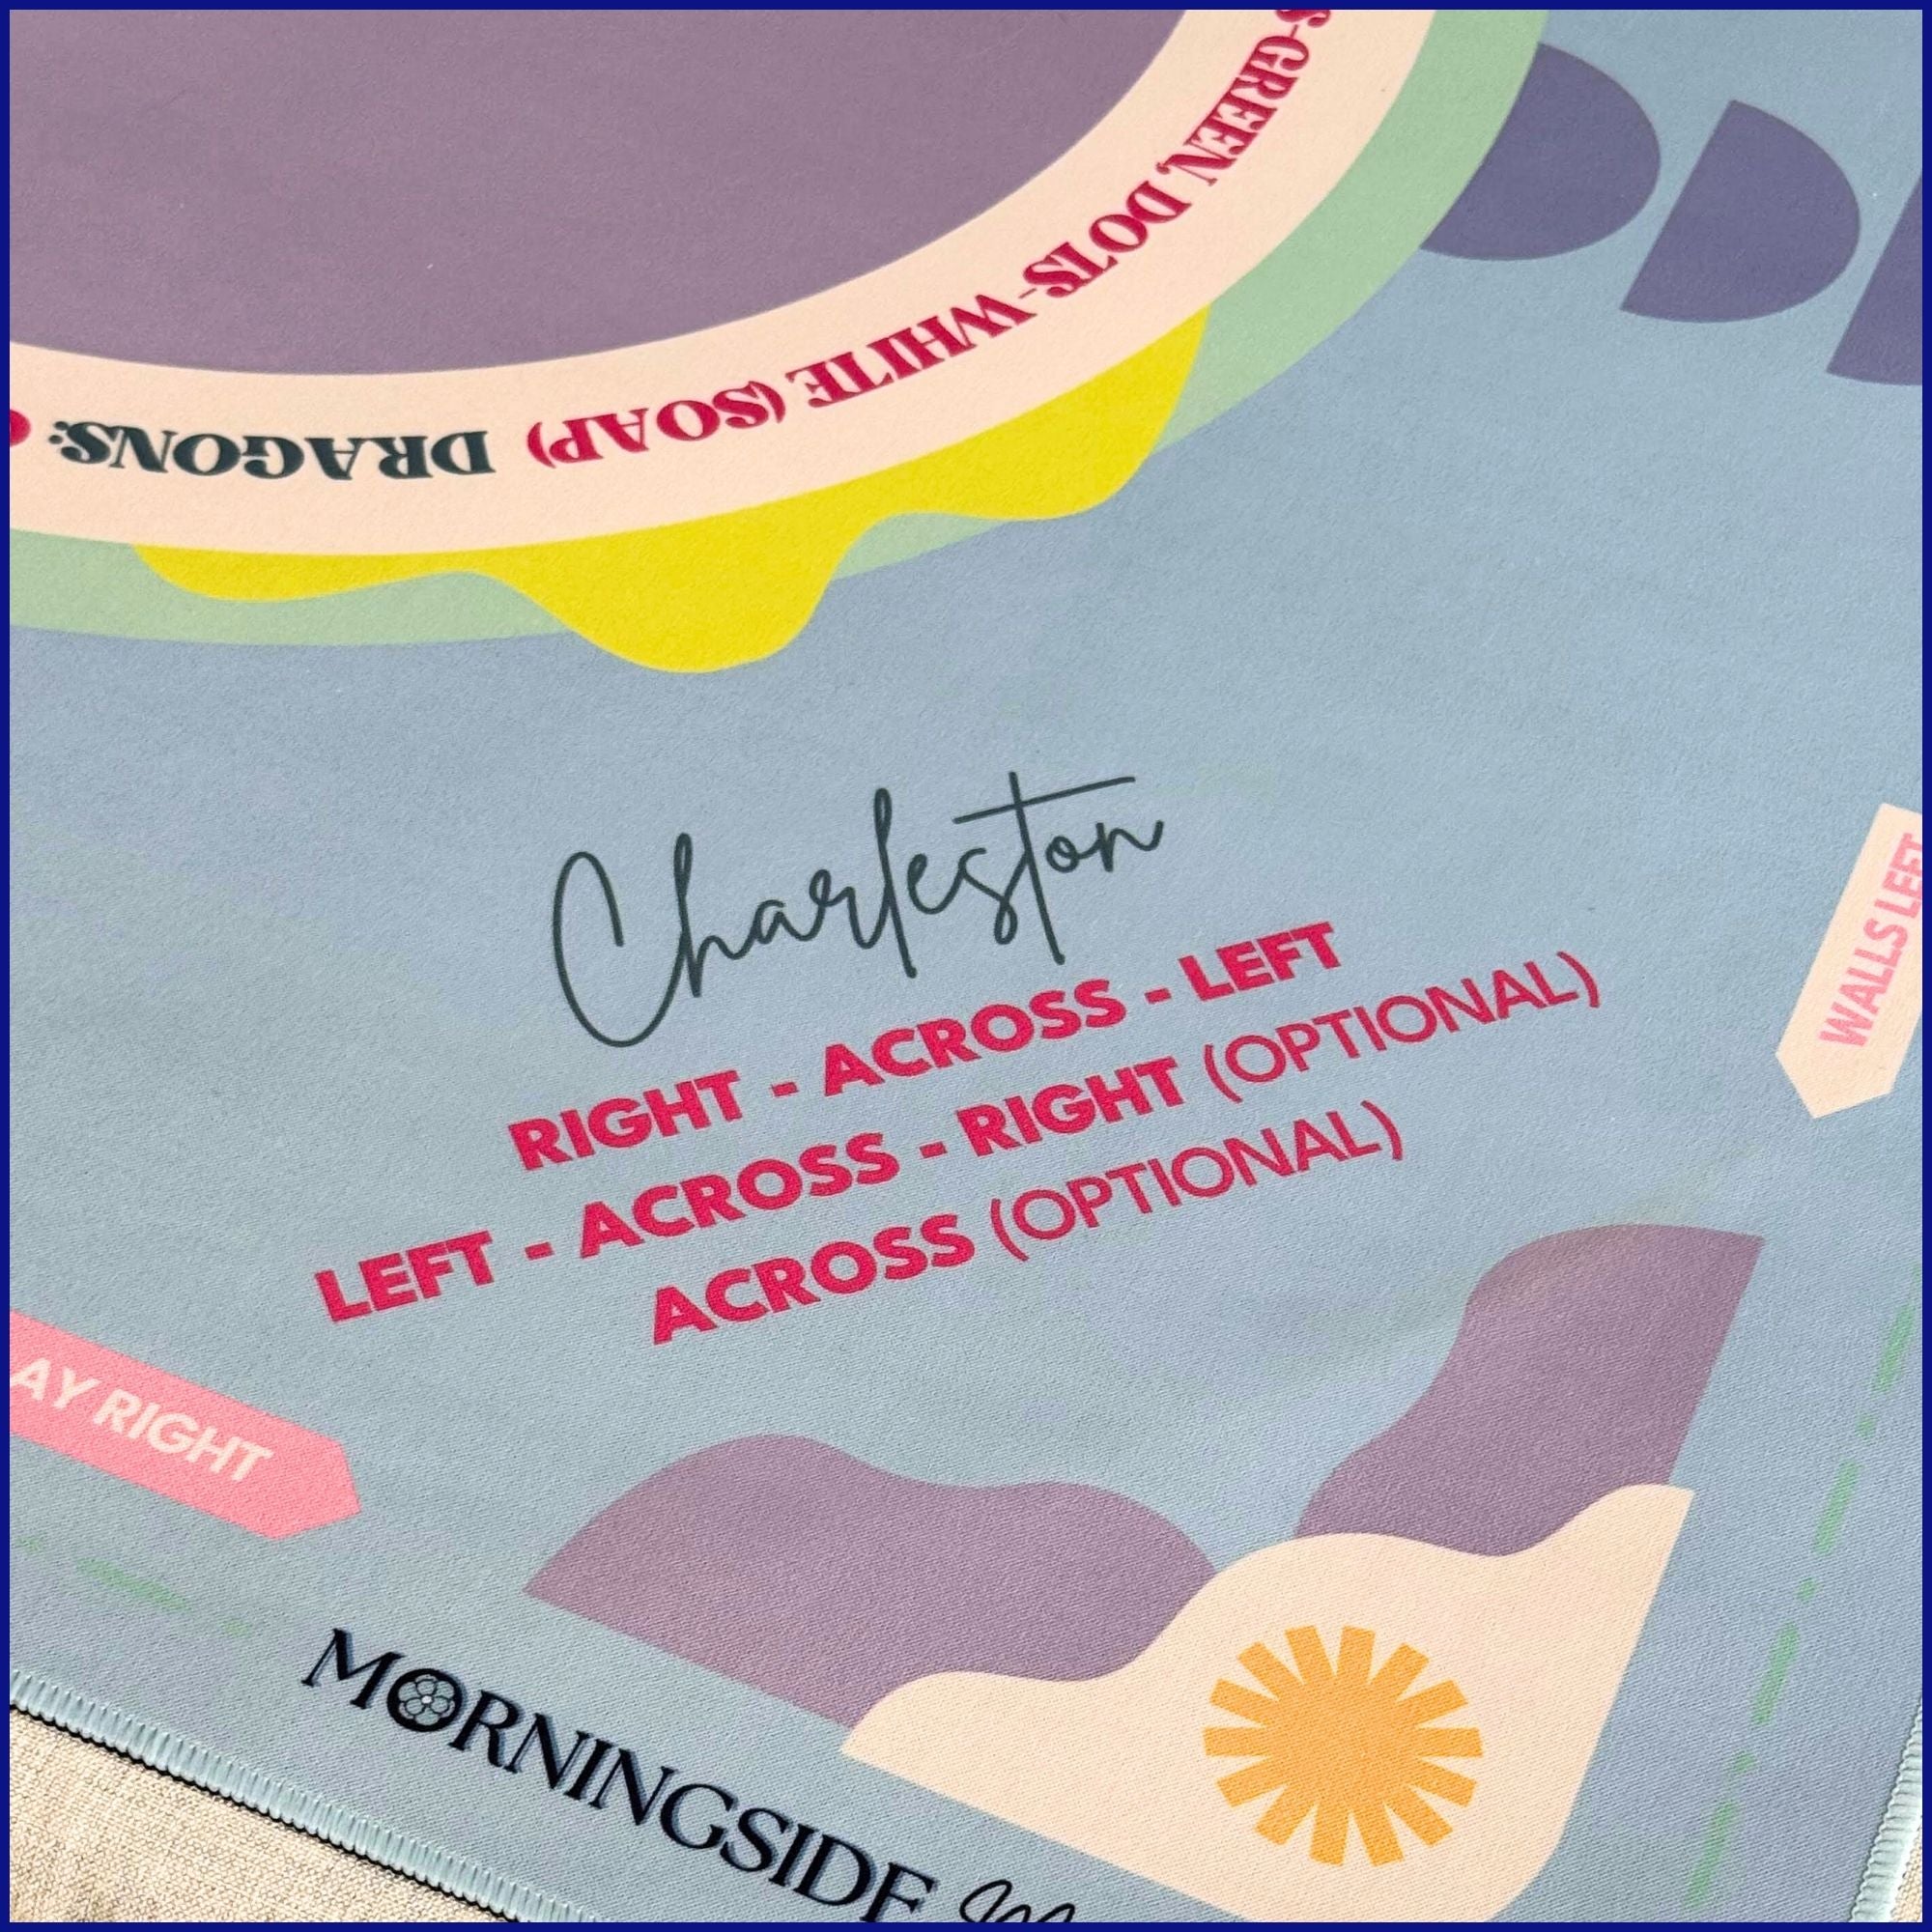 GREEN, DOTS-WHITE (SOAP) DRAGONS:
Charleston
RIGHT - ACROSS - LEFT
LEFT - ACROSS - RIGHT (OPTIONAL)
ACROSS (OPTIONAL)
WALLS LEFT
RIGHT
MORNINGSIDE